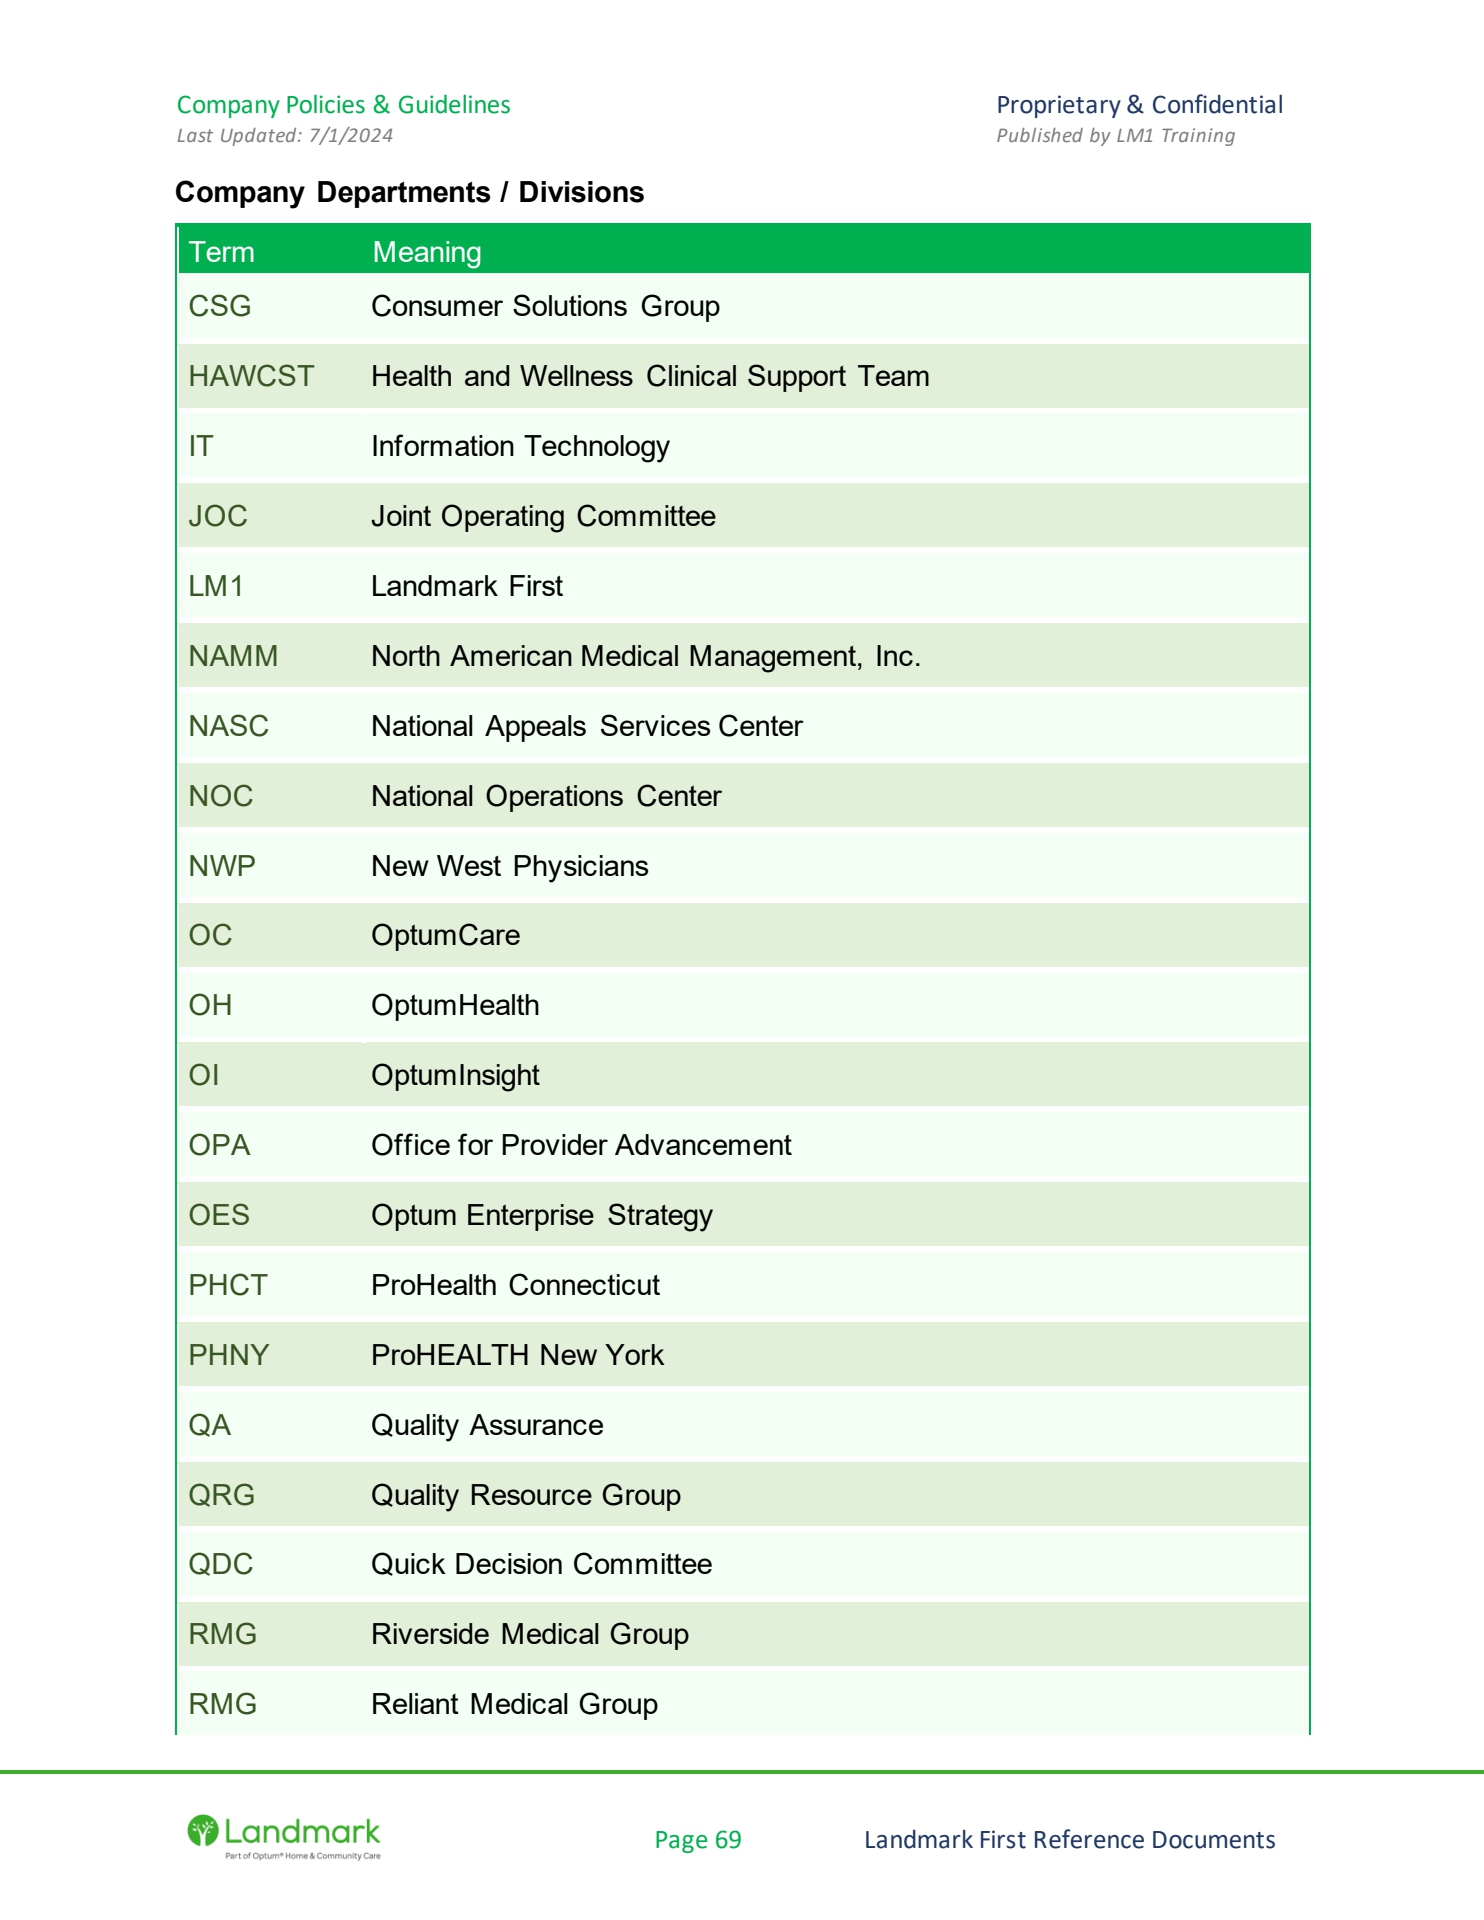 Company Policies & Guidelines Proprietary & Confidential
Last Updated: 7/1/2024 Published by LM1 Training
Company Departments / Divisions
Term Meaning
CSG Consumer Solutions Group
HAWCST Health and Wellness Clinical Support Team
IT Information Technology
JOC Joint Operating Committee
LM1 Landmark First
NAMM North American Medical Management, Inc.
NASC National Appeals Services Center
NOC National Operations Center
NWP New West Physicians
OC OptumCare
OH OptumHealth
OI OptumInsight
OPA Office for Provider Advancement
OES Optum Enterprise Strategy
PHCT ProHealth Connecticut
PHNY ProHEALTH New York
QA Quality Assurance
QRG Quality Resource Group
QDC Quick Decision Committee
RMG Riverside Medical Group
RMG Reliant Medical Group
Landmark
Part of Optum® Home & Community Care
Page 69 Landmark First Reference Documents